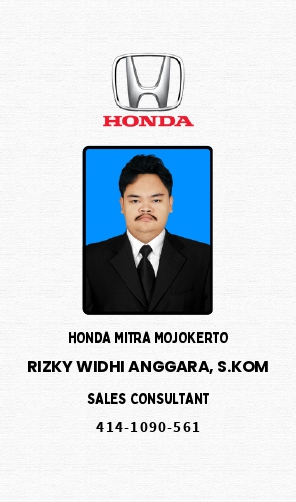 HONDA
HONDA MITRA MOJOKERTO
RIZKY WIDHI ANGGARA, S.KOM
SALES CONSULTANT
414-1090-561